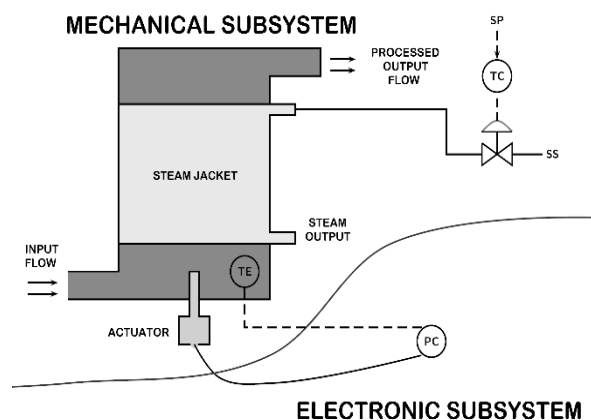 MECHANICAL SUBSYSTEM
PROCESSED
OUTPUT
FLOW
SP
TC
SS
STEAM JACKET
STEAM
OUTPUT
INPUT
FLOW
TE
ACTUATOR
PC
ELECTRONIC SUBSYSTEM